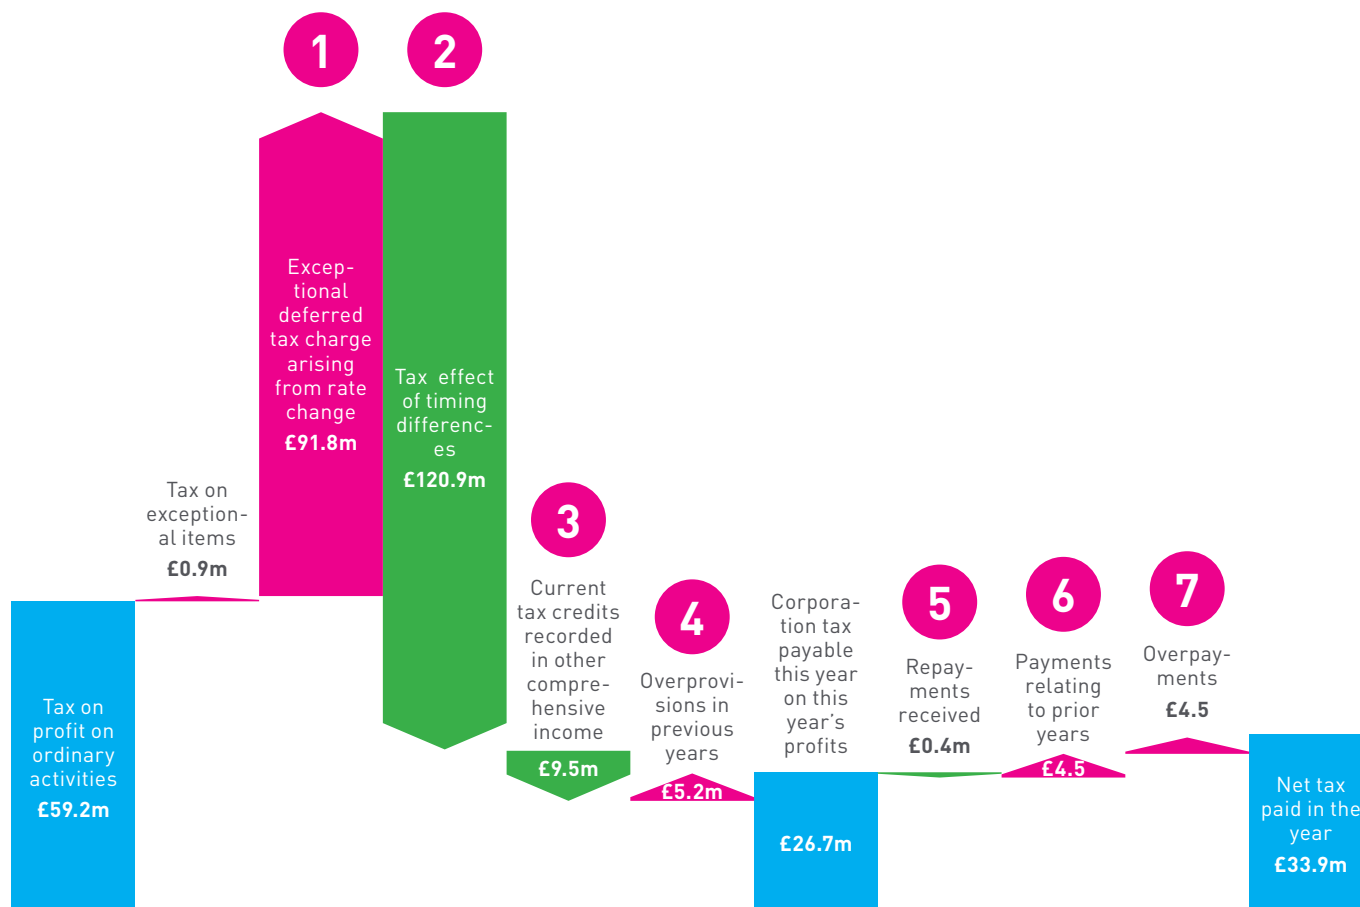 1
2
Excep-
tional
deferred
tax charge
arising
from rate
change
£91.8m
Tax effect
of timing
differenc-
es
£120.9m
Tax on
exception-
al items
£0.9m
3
Current
tax credits
recorded
in other
compre-
hensive
income
£9.5m
4
Overprovi-
sions in
previous
years
£5.2m
Corpora-
tion tax
payable
this year
on this
year's
profits
£26.7m
5
Repay-
ments
received
£0.4m
6
Payments
relating
to prior
years
£4.5
7
Overpay-
ments
£4.5
Tax on
profit on
ordinary
activities
£59.2m
Net tax
paid in the
year
£33.9m